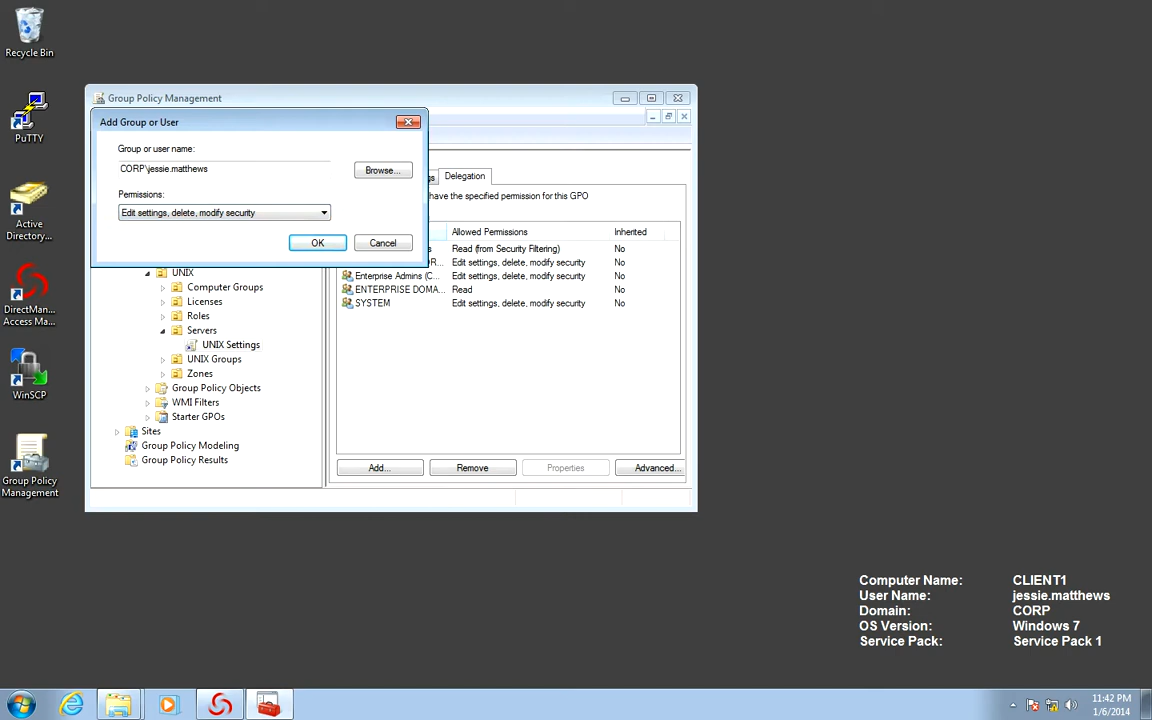 Recycle Bin
PuTTY
Active
Directory...
DirectMan...
Access Ma...
WinSCP
Group Policy
Management
Group Policy Management
Add Group or User
Group or user name:
CORP\jessie.matthews
Browse...
Permissions:
Edit settings, delete, modify security
OK
Cancel
gs
Delegation
have the specified permission for this GPO
Allowed Permissions
Inherited
s
Read (from Security Filtering)
No
PR...
Edit settings, delete, modify security
No
Enterprise Admins (C...
Edit settings, delete, modify security
No
ENTERPRISE DOMA...
Read
No
SYSTEM
Edit settings, delete, modify security
No
UNIX
Computer Groups
Licenses
Roles
Servers
UNIX Settings
UNIX Groups
Zones
Group Policy Objects
WMI Filters
Starter GPOs
Sites
Group Policy Modeling
Group Policy Results
Add...
Remove
Properties
Advanced...
Computer Name: CLIENT1
User Name: jessie.matthews
Domain: CORP
OS Version: Windows 7
Service Pack: Service Pack 1
11:42 PM
1/6/2014